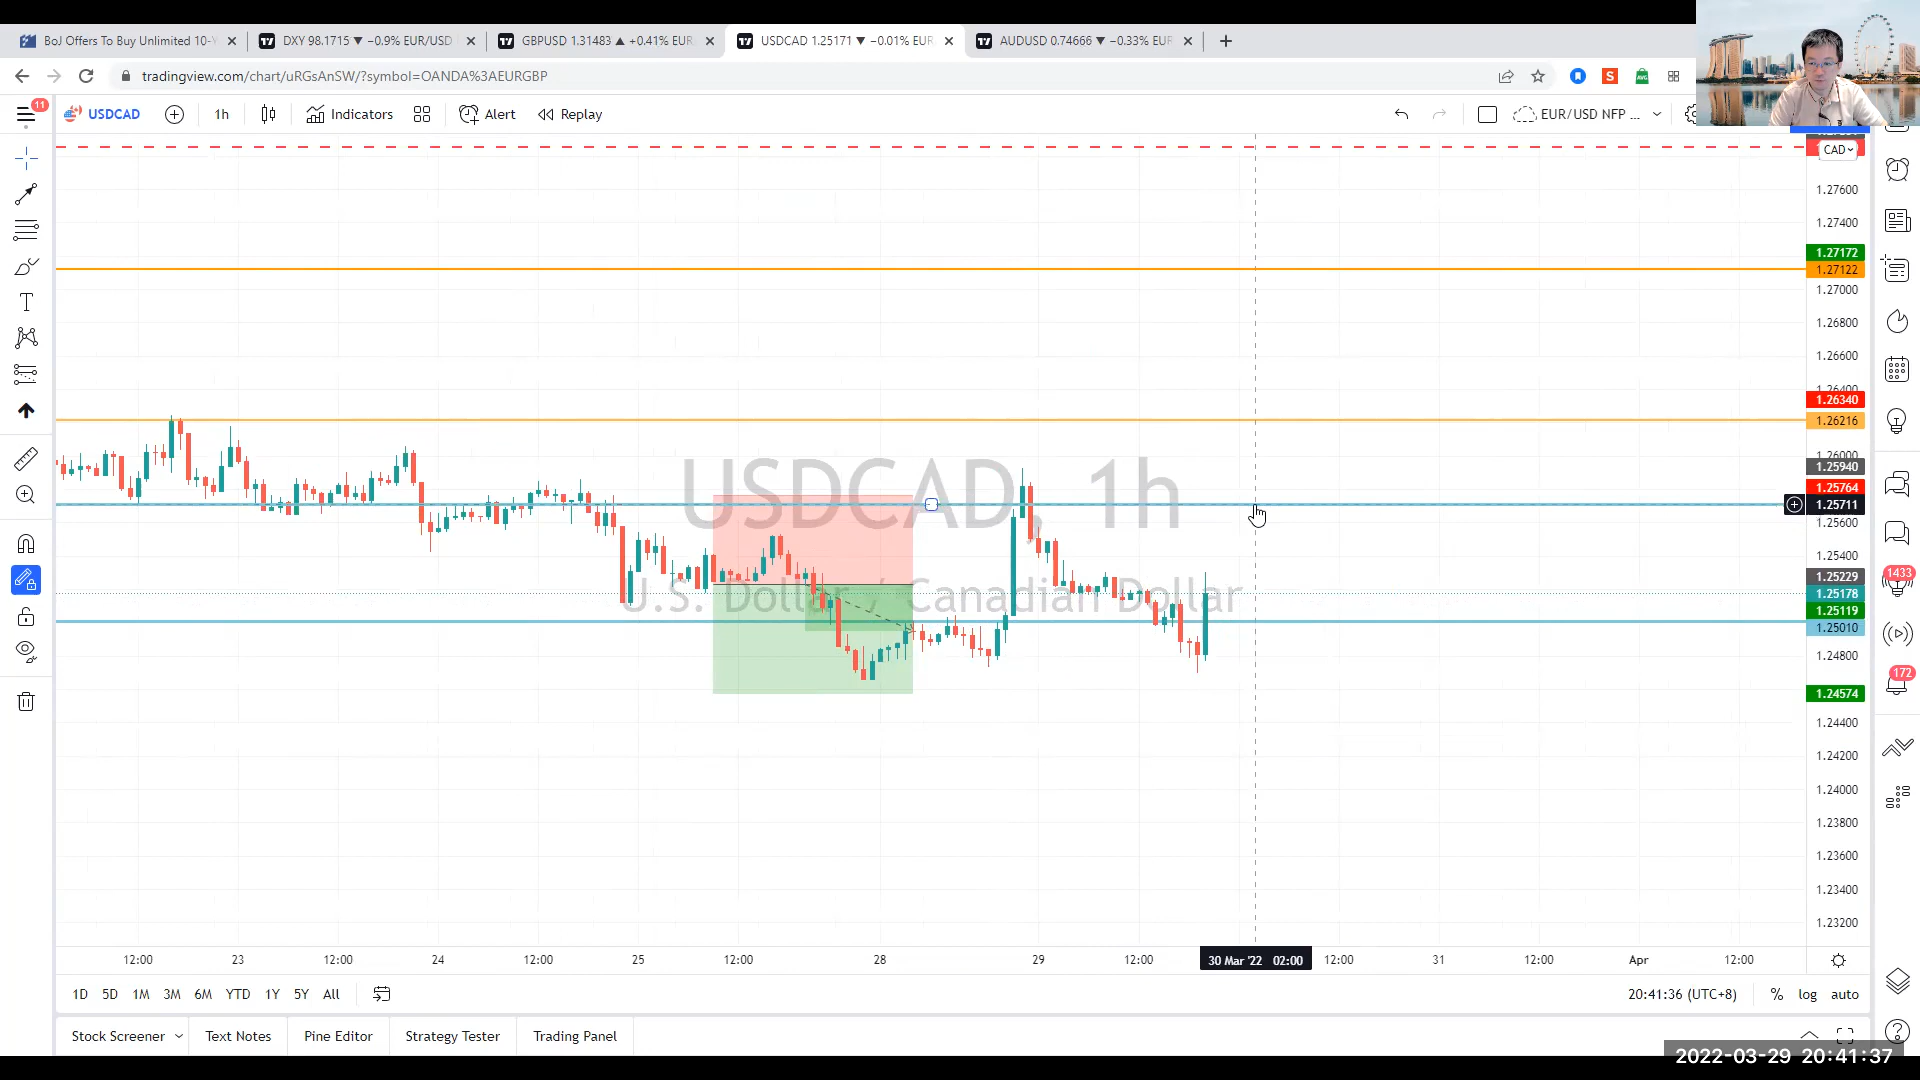 BoJ Offers To Buy Unlimited 10-Y
DXY 98.1715 ▼ −0.9% EUR/USD
GBPUSD 1.31483 ▲ +0.41% EUR
USDCAD 1.25171 ▼ −0.01% EUR
AUDUSD 0.74666 ▼ −0.33% EUR
tradingview.com/chart/uRGsAnSW/?symbol=OANDA%3AEURGBP
11
USDCAD
1h
Indicators
Alert
Replay
EUR/USD NFP ...
CAD
1.27600
1.27400
1.27172
1.27122
1.27000
1.26800
1.26600
1.26400
1.26340
1.26216
1.26000
1.25940
1.25764
1.25711
1.25600
1.25400
1.25229
1.25178
1.25119
1.25010
1.24800
1.24574
1.24400
1.24200
1.24000
1.23800
1.23600
1.23400
1.23200
USDCAD, 1h
U.S. Dollar / Canadian Dollar
1433
172
12:00 23 12:00 24 12:00 25 12:00 28 29 12:00 30 Mar '22 02:00 12:00 31 12:00 Apr 12:00
1D 5D 1M 3M 6M YTD 1Y 5Y All
20:41:36 (UTC+8) % log auto
Stock Screener Text Notes Pine Editor Strategy Tester Trading Panel
2022-03-29 20:41:37